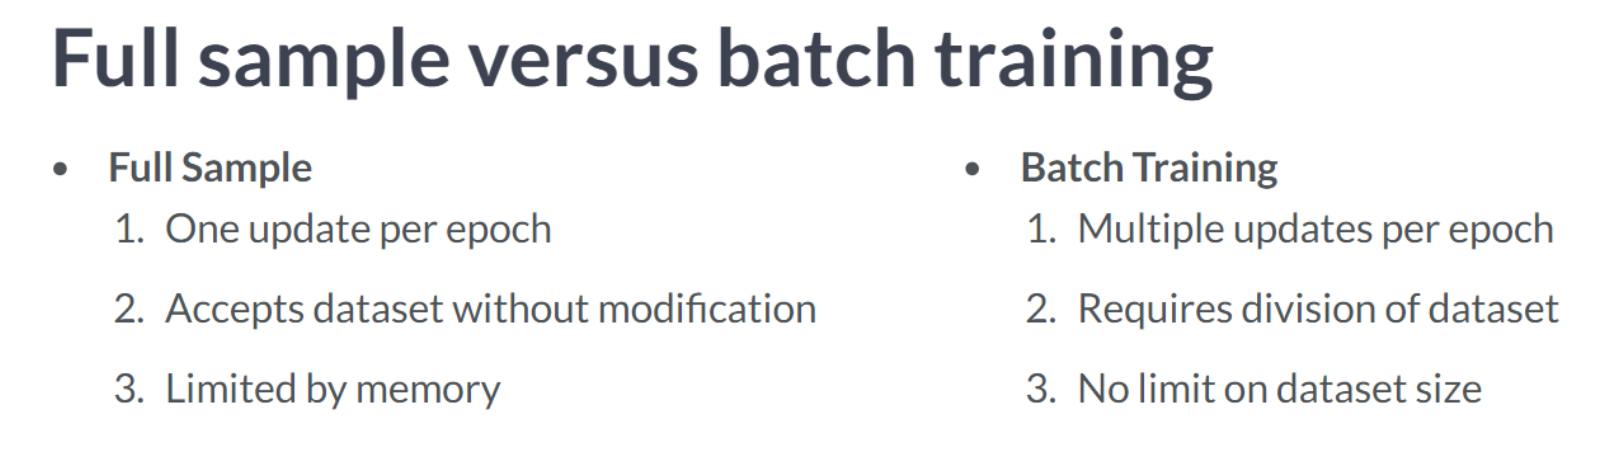 Full sample versus batch training
• Full Sample
1. One update per epoch
2. Accepts dataset without modification
3. Limited by memory
• Batch Training
1. Multiple updates per epoch
2. Requires division of dataset
3. No limit on dataset size